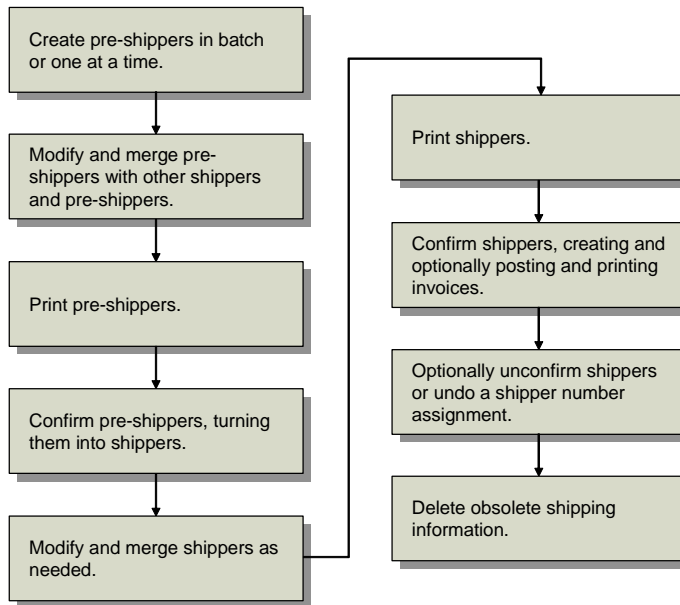 Create pre-shippers in batch
or one at a time.
Modify and merge pre-
shippers with other shippers
and pre-shippers.
Print pre-shippers.
Confirm pre-shippers, turning
them into shippers.
Modify and merge shippers as
needed.
Print shippers.
Confirm shippers, creating and
optionally posting and printing
invoices.
Optionally unconfirm shippers
or undo a shipper number
assignment.
Delete obsolete shipping
information.